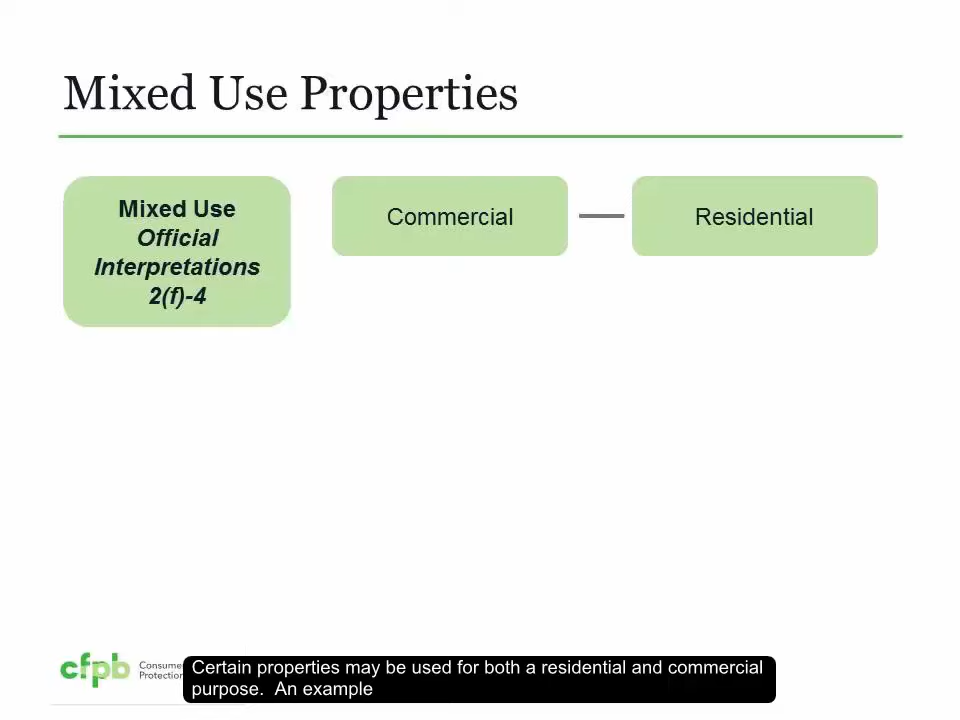 Mixed Use Properties
Mixed Use
Official
Interpretations
2(f)-4
Commercial
Residential
cfpb
Protection
Certain properties may be used for both a residential and commercial
purpose. An example